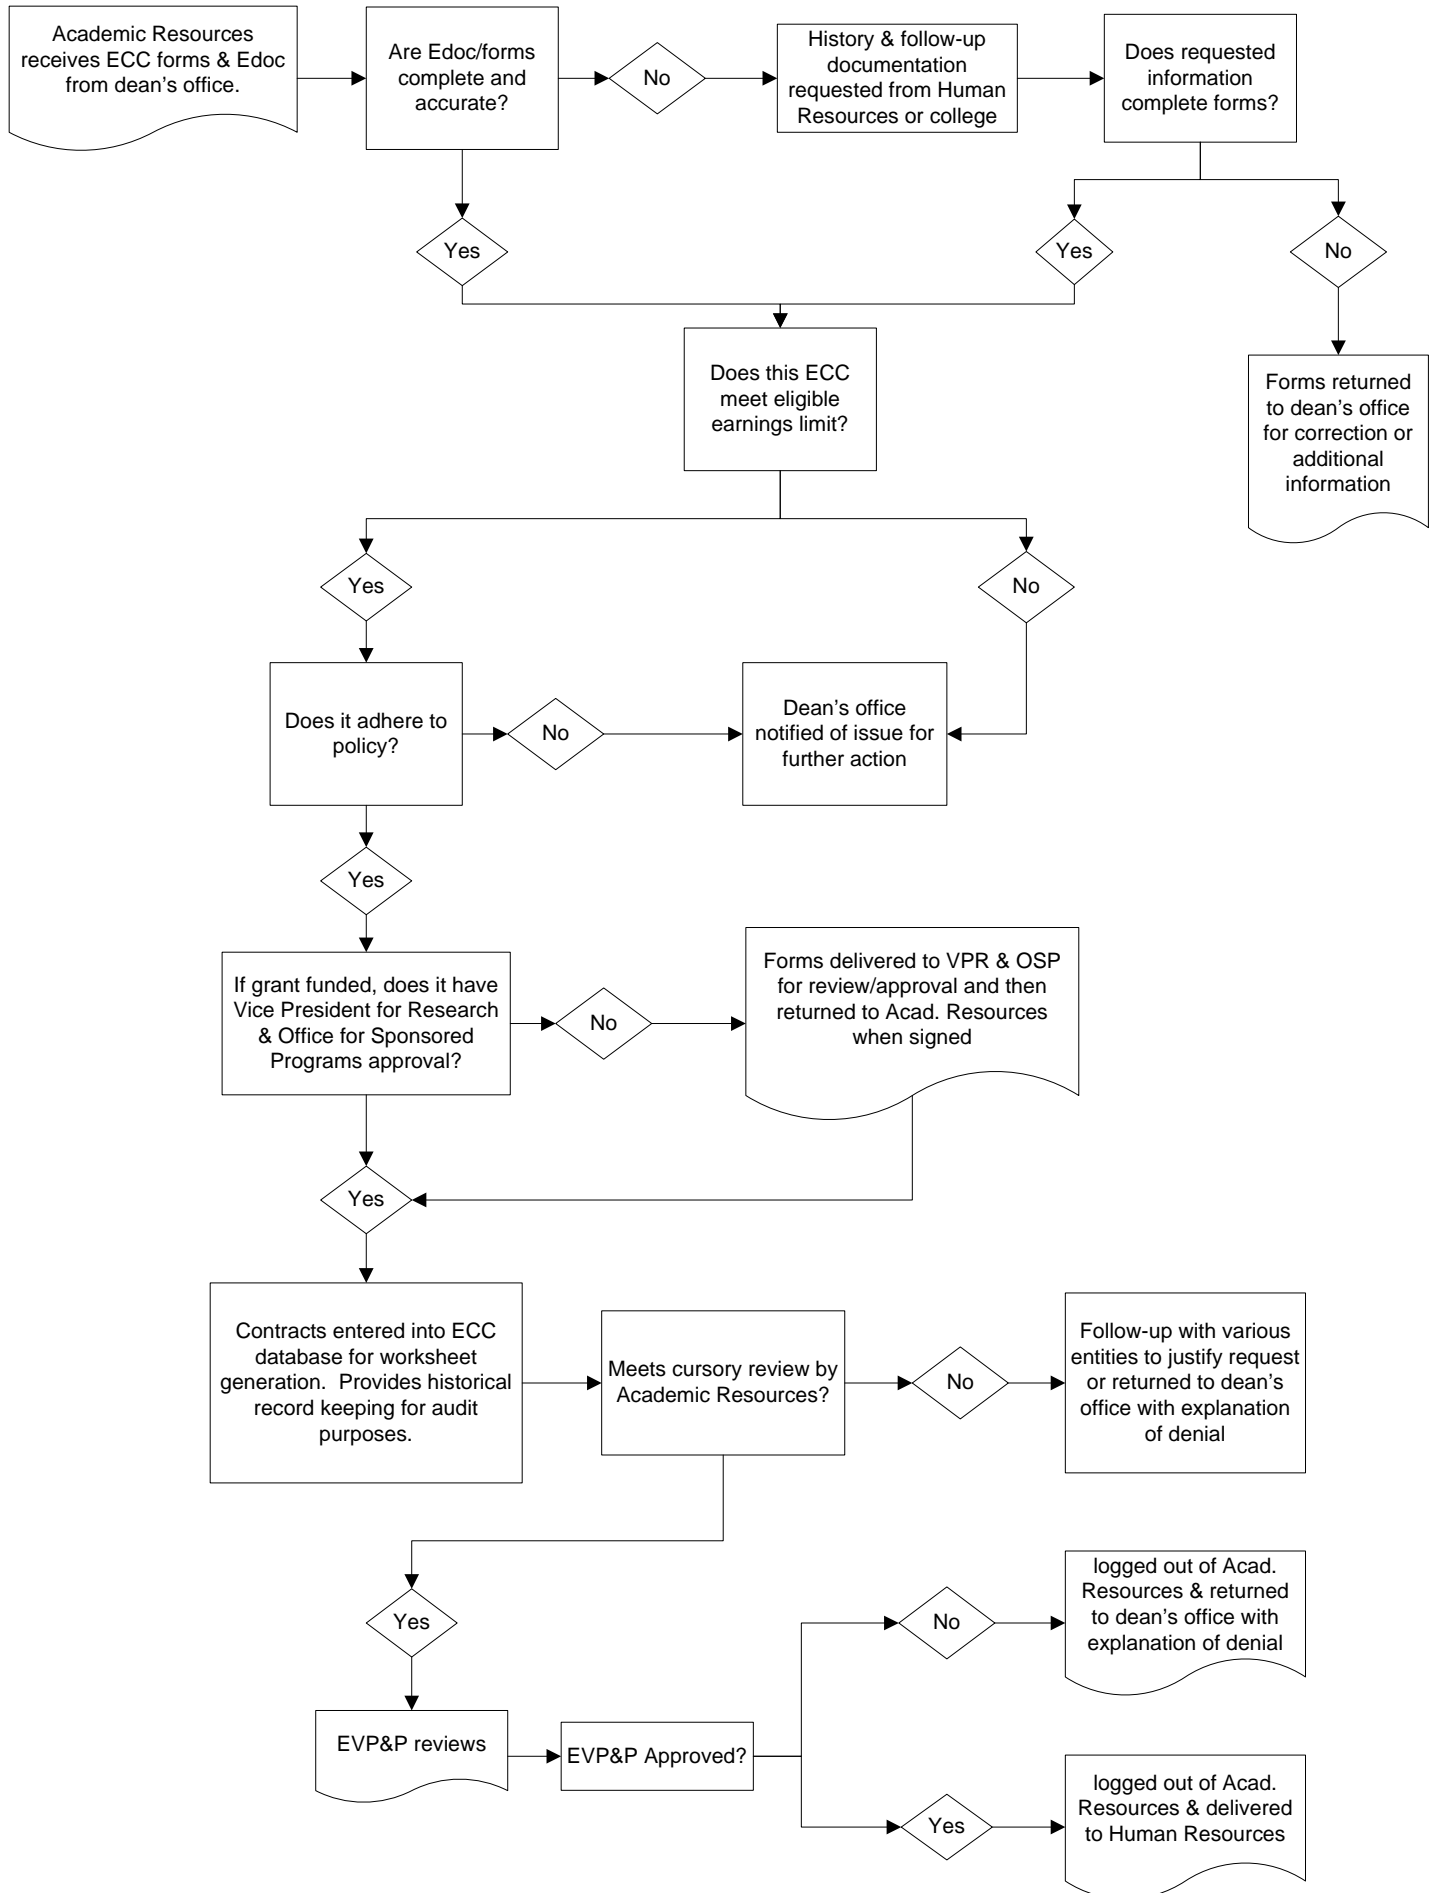 Academic Resources
receives ECC forms & Edoc
from dean’s office.
Are Edoc/forms
complete and
accurate?
No
History & follow-up
documentation
requested from Human
Resources or college
Does requested
information
complete forms?
Yes
Yes
No
Does this ECC
meet eligible
earnings limit?
Forms returned
to dean’s office
for correction or
additional
information
Yes
No
Does it adhere to
policy?
No
Dean’s office
notified of issue for
further action
Yes
If grant funded, does it have
Vice President for Research
& Office for Sponsored
Programs approval?
No
Forms delivered to VPR & OSP
for review/approval and then
returned to Acad. Resources
when signed
Yes
Contracts entered into ECC
database for worksheet
generation.  Provides historical
record keeping for audit
purposes.
Meets cursory review by
Academic Resources?
No
Follow-up with various
entities to justify request
or returned to dean’s
office with explanation
of denial
Yes
No
logged out of Acad.
Resources & returned
to dean’s office with
explanation of denial
EVP&P reviews
EVP&P Approved?
Yes
logged out of Acad.
Resources & delivered
to Human Resources